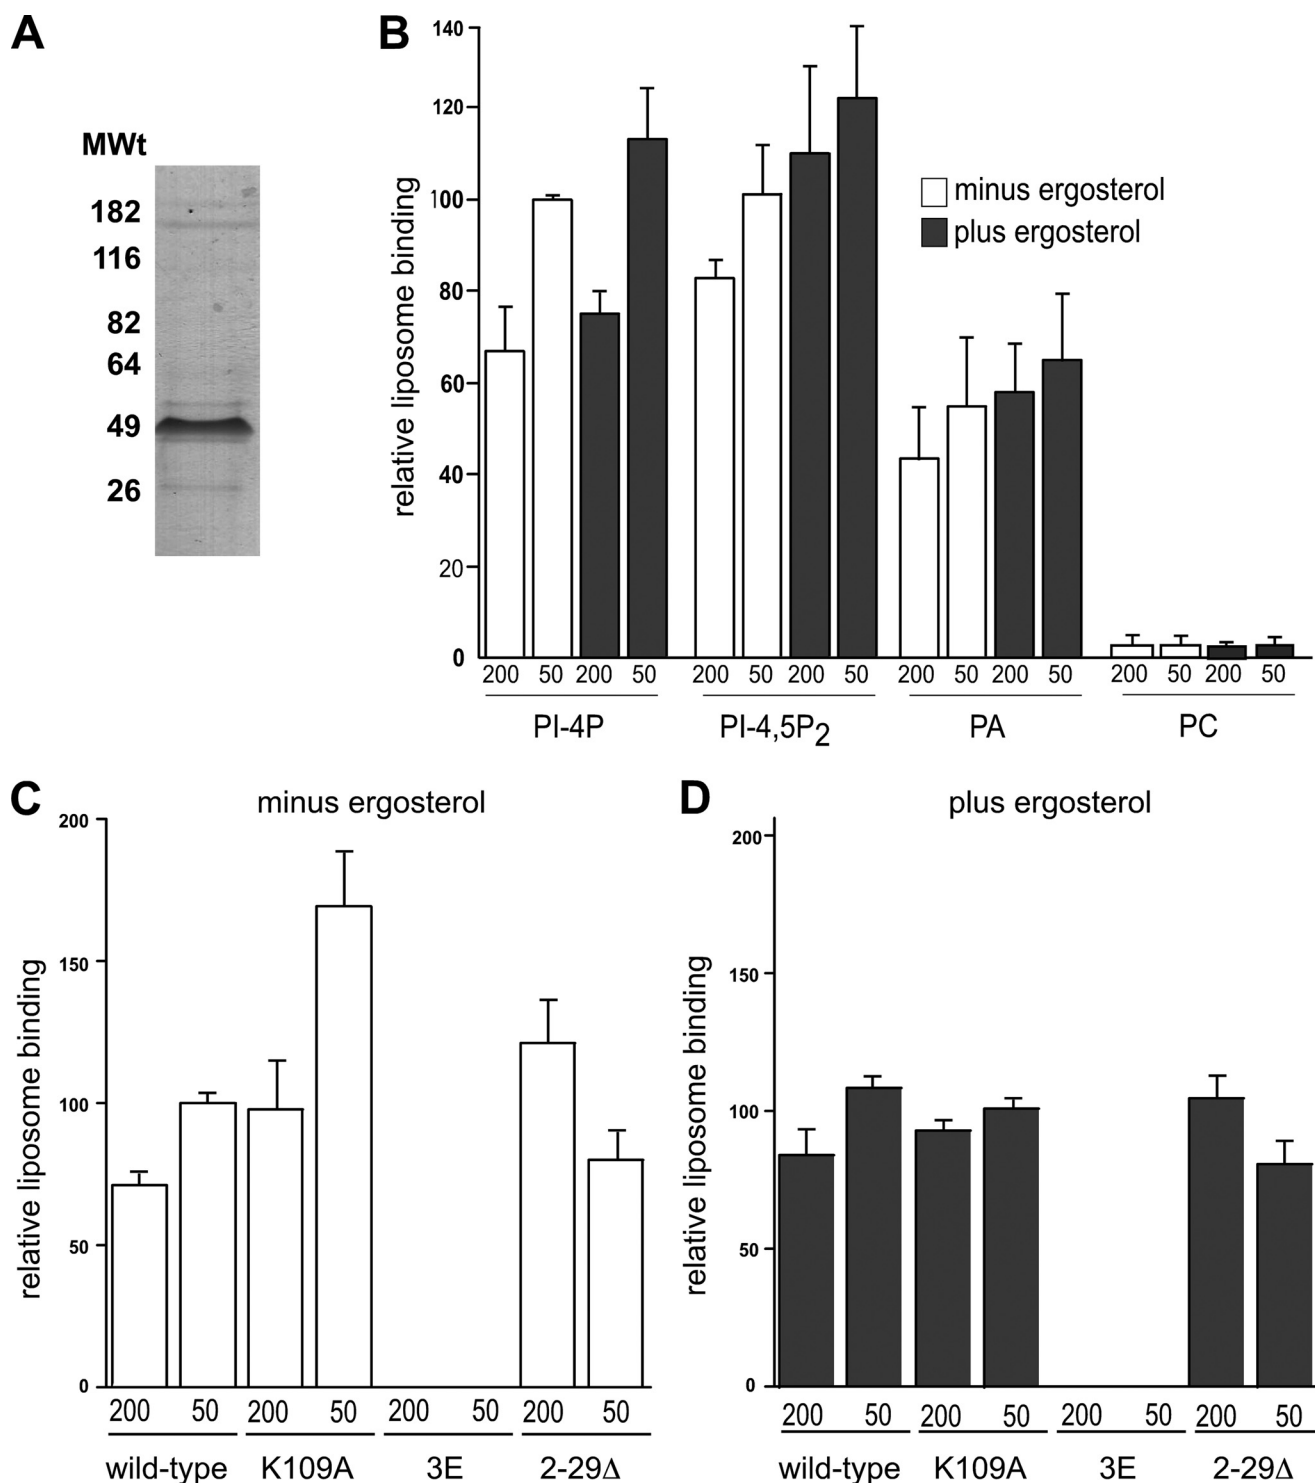 A
MWt
182
116
82
64
49
26
B
140
120
100
80
60
40
20
0
relative liposome binding
minus ergosterol
plus ergosterol
200 50 200 50 200 50 200 50 200 50 200 50 200 50 200 50
PI-4P PI-4,5P2 PA PC
C
minus ergosterol
200
150
100
50
0
relative liposome binding
200 50 200 50 200 50 200 50
wild-type K109A 3E 2-29Δ
D
plus ergosterol
200
150
100
50
0
relative liposome binding
200 50 200 50 200 50 200 50
wild-type K109A 3E 2-29Δ